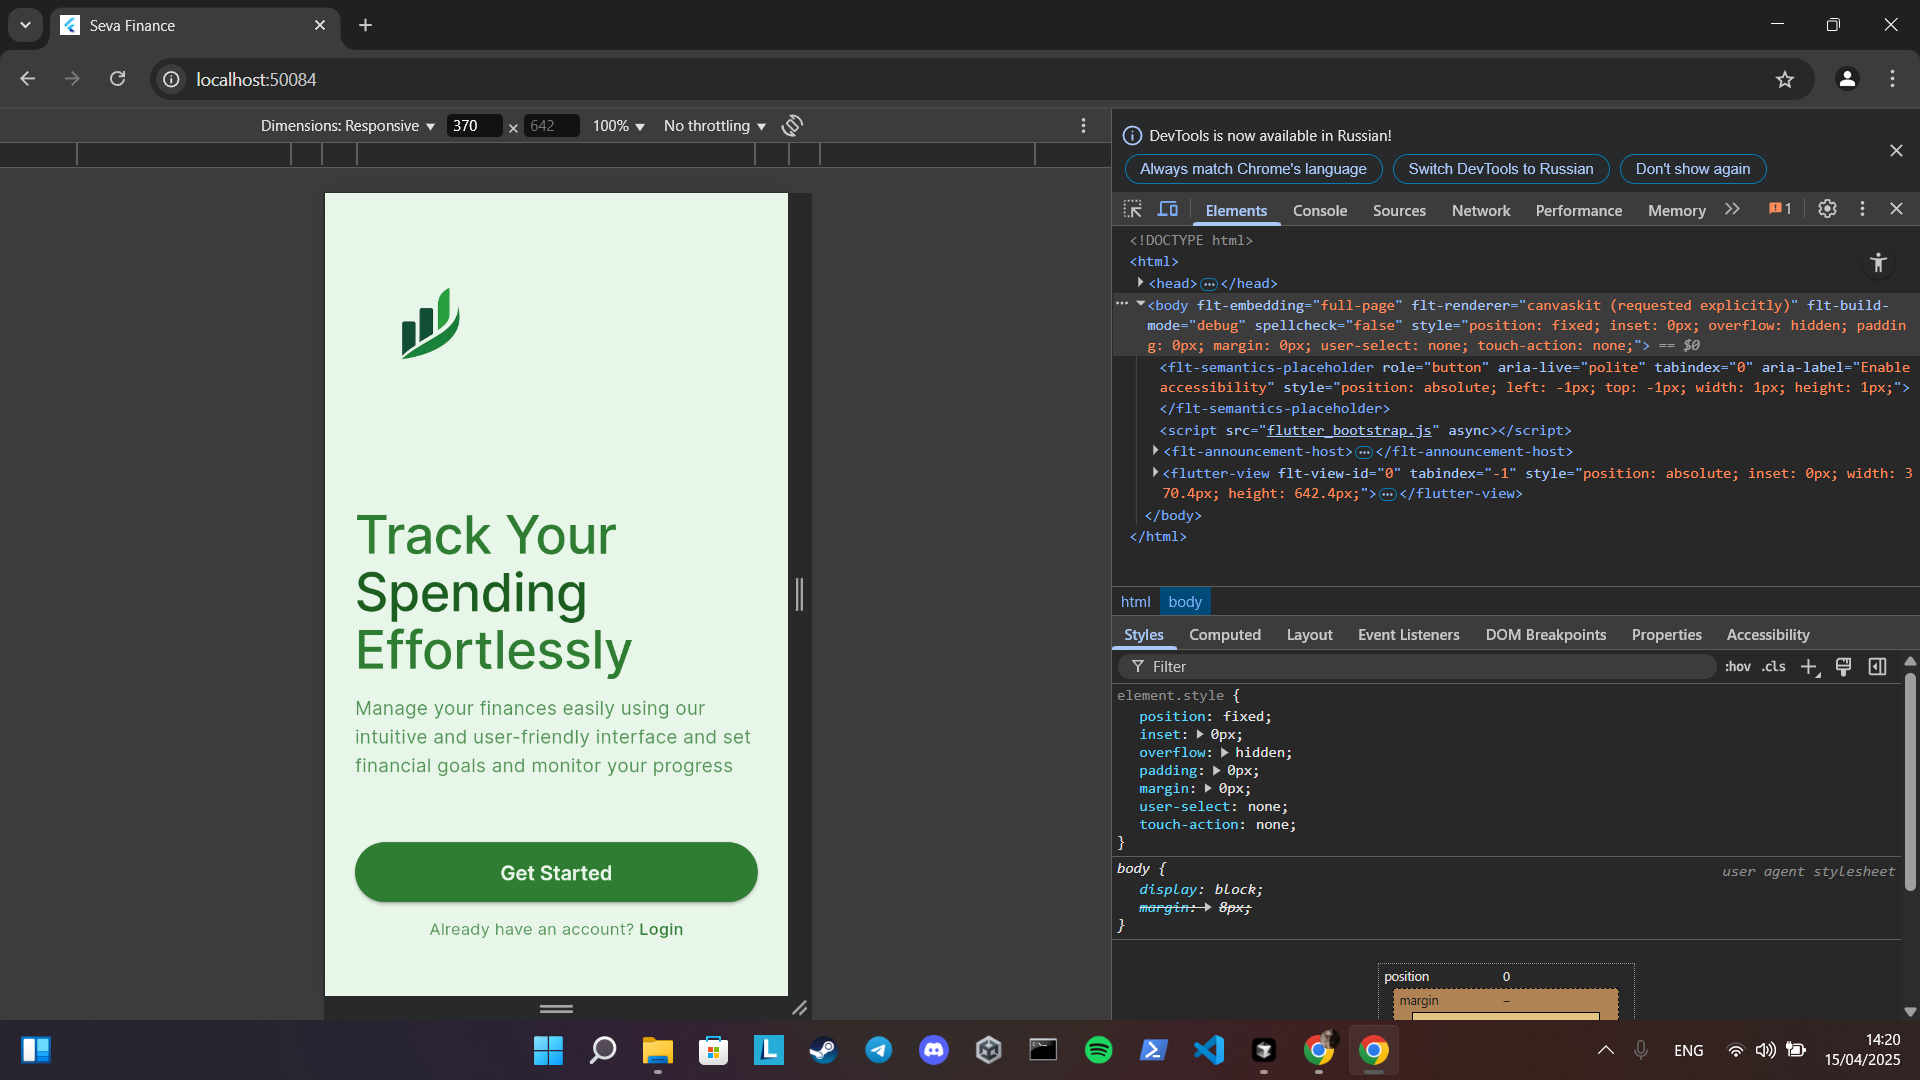 Seva Finance
localhost:50084
Dimensions: Responsive 370 × 642 100% No throttling
DevTools is now available in Russian!
Always match Chrome's language Switch DevTools to Russian Don't show again
Elements Console Sources Network Performance Memory 1
<!DOCTYPE html>
<html>
<head> </head>
<body flt-embedding="full-page" flt-renderer="canvaskit (requested explicitly)" flt-build-
mode="debug" spellcheck="false" style="position: fixed; inset: 0px; overflow: hidden; paddin
g: 0px; margin: 0px; user-select: none; touch-action: none;"> == $0
<flt-semantics-placeholder role="button" aria-live="polite" tabindex="0" aria-label="Enable
accessibility" style="position: absolute; left: -1px; top: -1px; width: 1px; height: 1px;">
</flt-semantics-placeholder>
<script src="flutter_bootstrap.js" async></script>
<flt-announcement-host> </flt-announcement-host>
<flutter-view flt-view-id="0" tabindex="-1" style="position: absolute; inset: 0px; width: 3
70.4px; height: 642.4px;"> </flutter-view>
</body>
</html>
html body
Styles Computed Layout Event Listeners DOM Breakpoints Properties Accessibility
Filter :hov .cls
element.style {
position: fixed;
inset: 0px;
overflow: hidden;
padding: 0px;
margin: 0px;
user-select: none;
touch-action: none;
}
body { user agent stylesheet
display: block;
margin: 8px;
}
position 0
margin –
Track Your
Spending
Effortlessly
Manage your finances easily using our
intuitive and user-friendly interface and set
financial goals and monitor your progress
Get Started
Already have an account? Login
ENG
14:20
15/04/2025